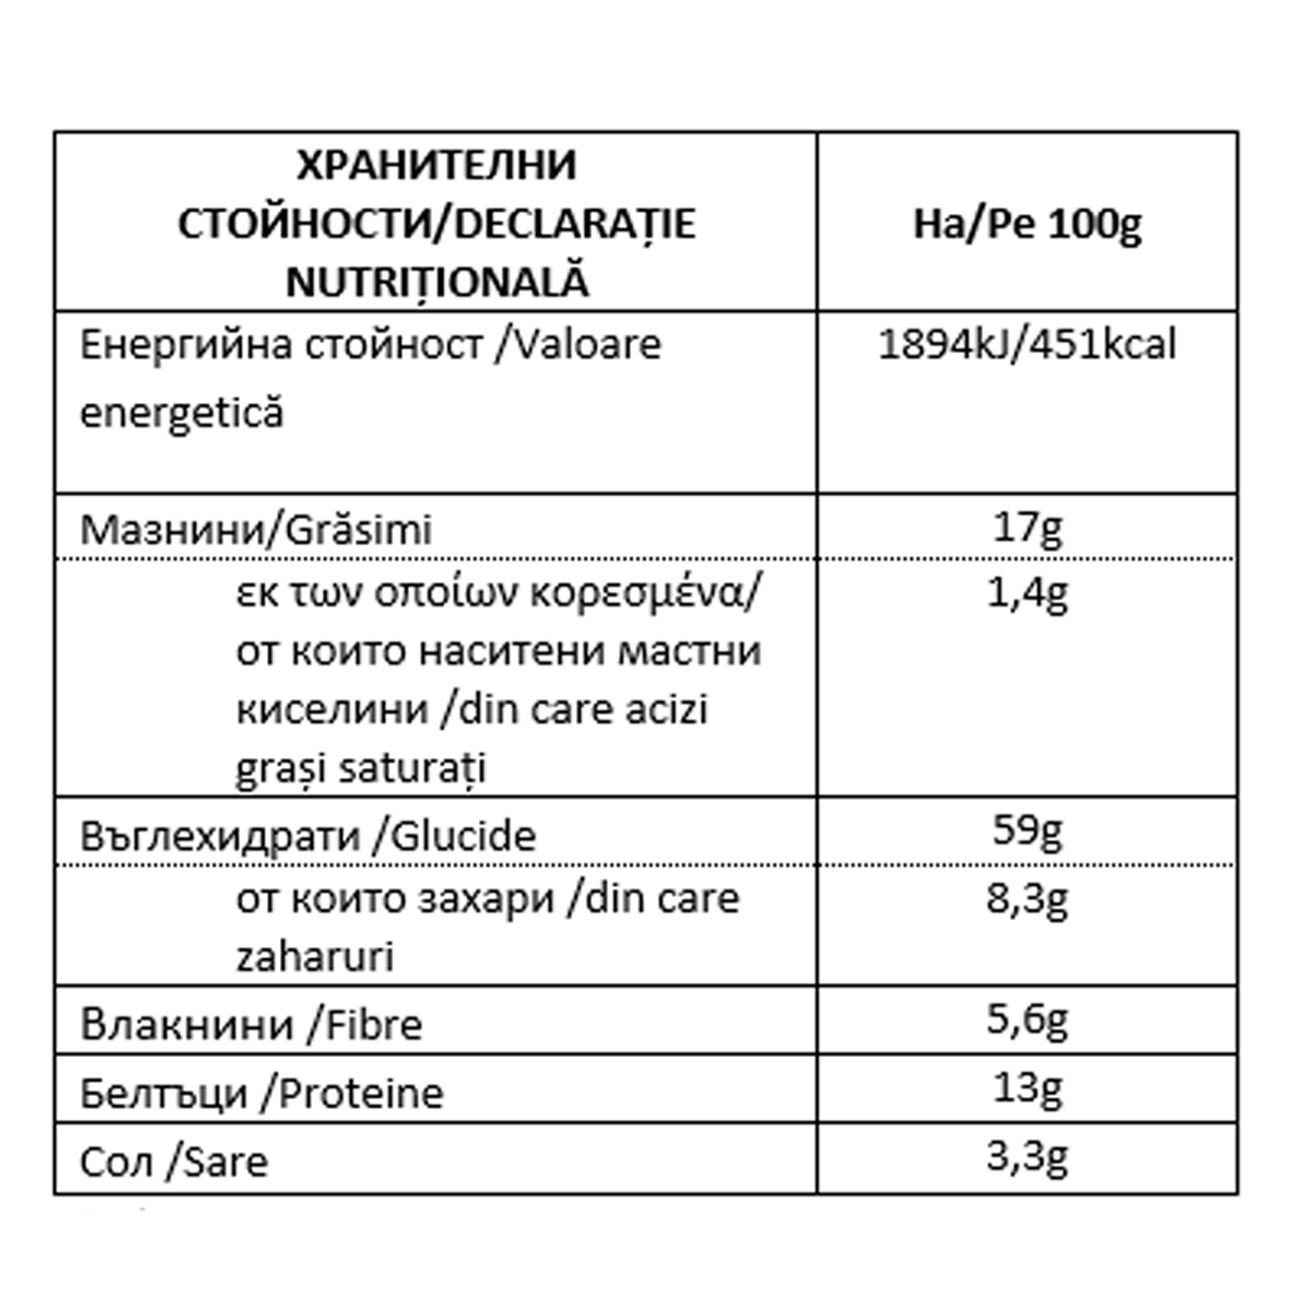 ХРАНИТЕЛНИ
СТОЙНОСТИ/DECLARAȚIE
NUTRIȚIONALĂ
На/Pe 100g
Енергийна стойност /Valoare
energetică
1894kJ/451kcal
Мазнини/Grăsimi
17g
εκ των οποίων κορεσμένα/
от които наситени мастни
киселини /din care acizi
grași saturați
1,4g
Въглехидрати /Glucide
59g
от които захари /din care
zaharuri
8,3g
Влакнини /Fibre
5,6g
Белтъци /Proteine
13g
Сол /Sare
3,3g